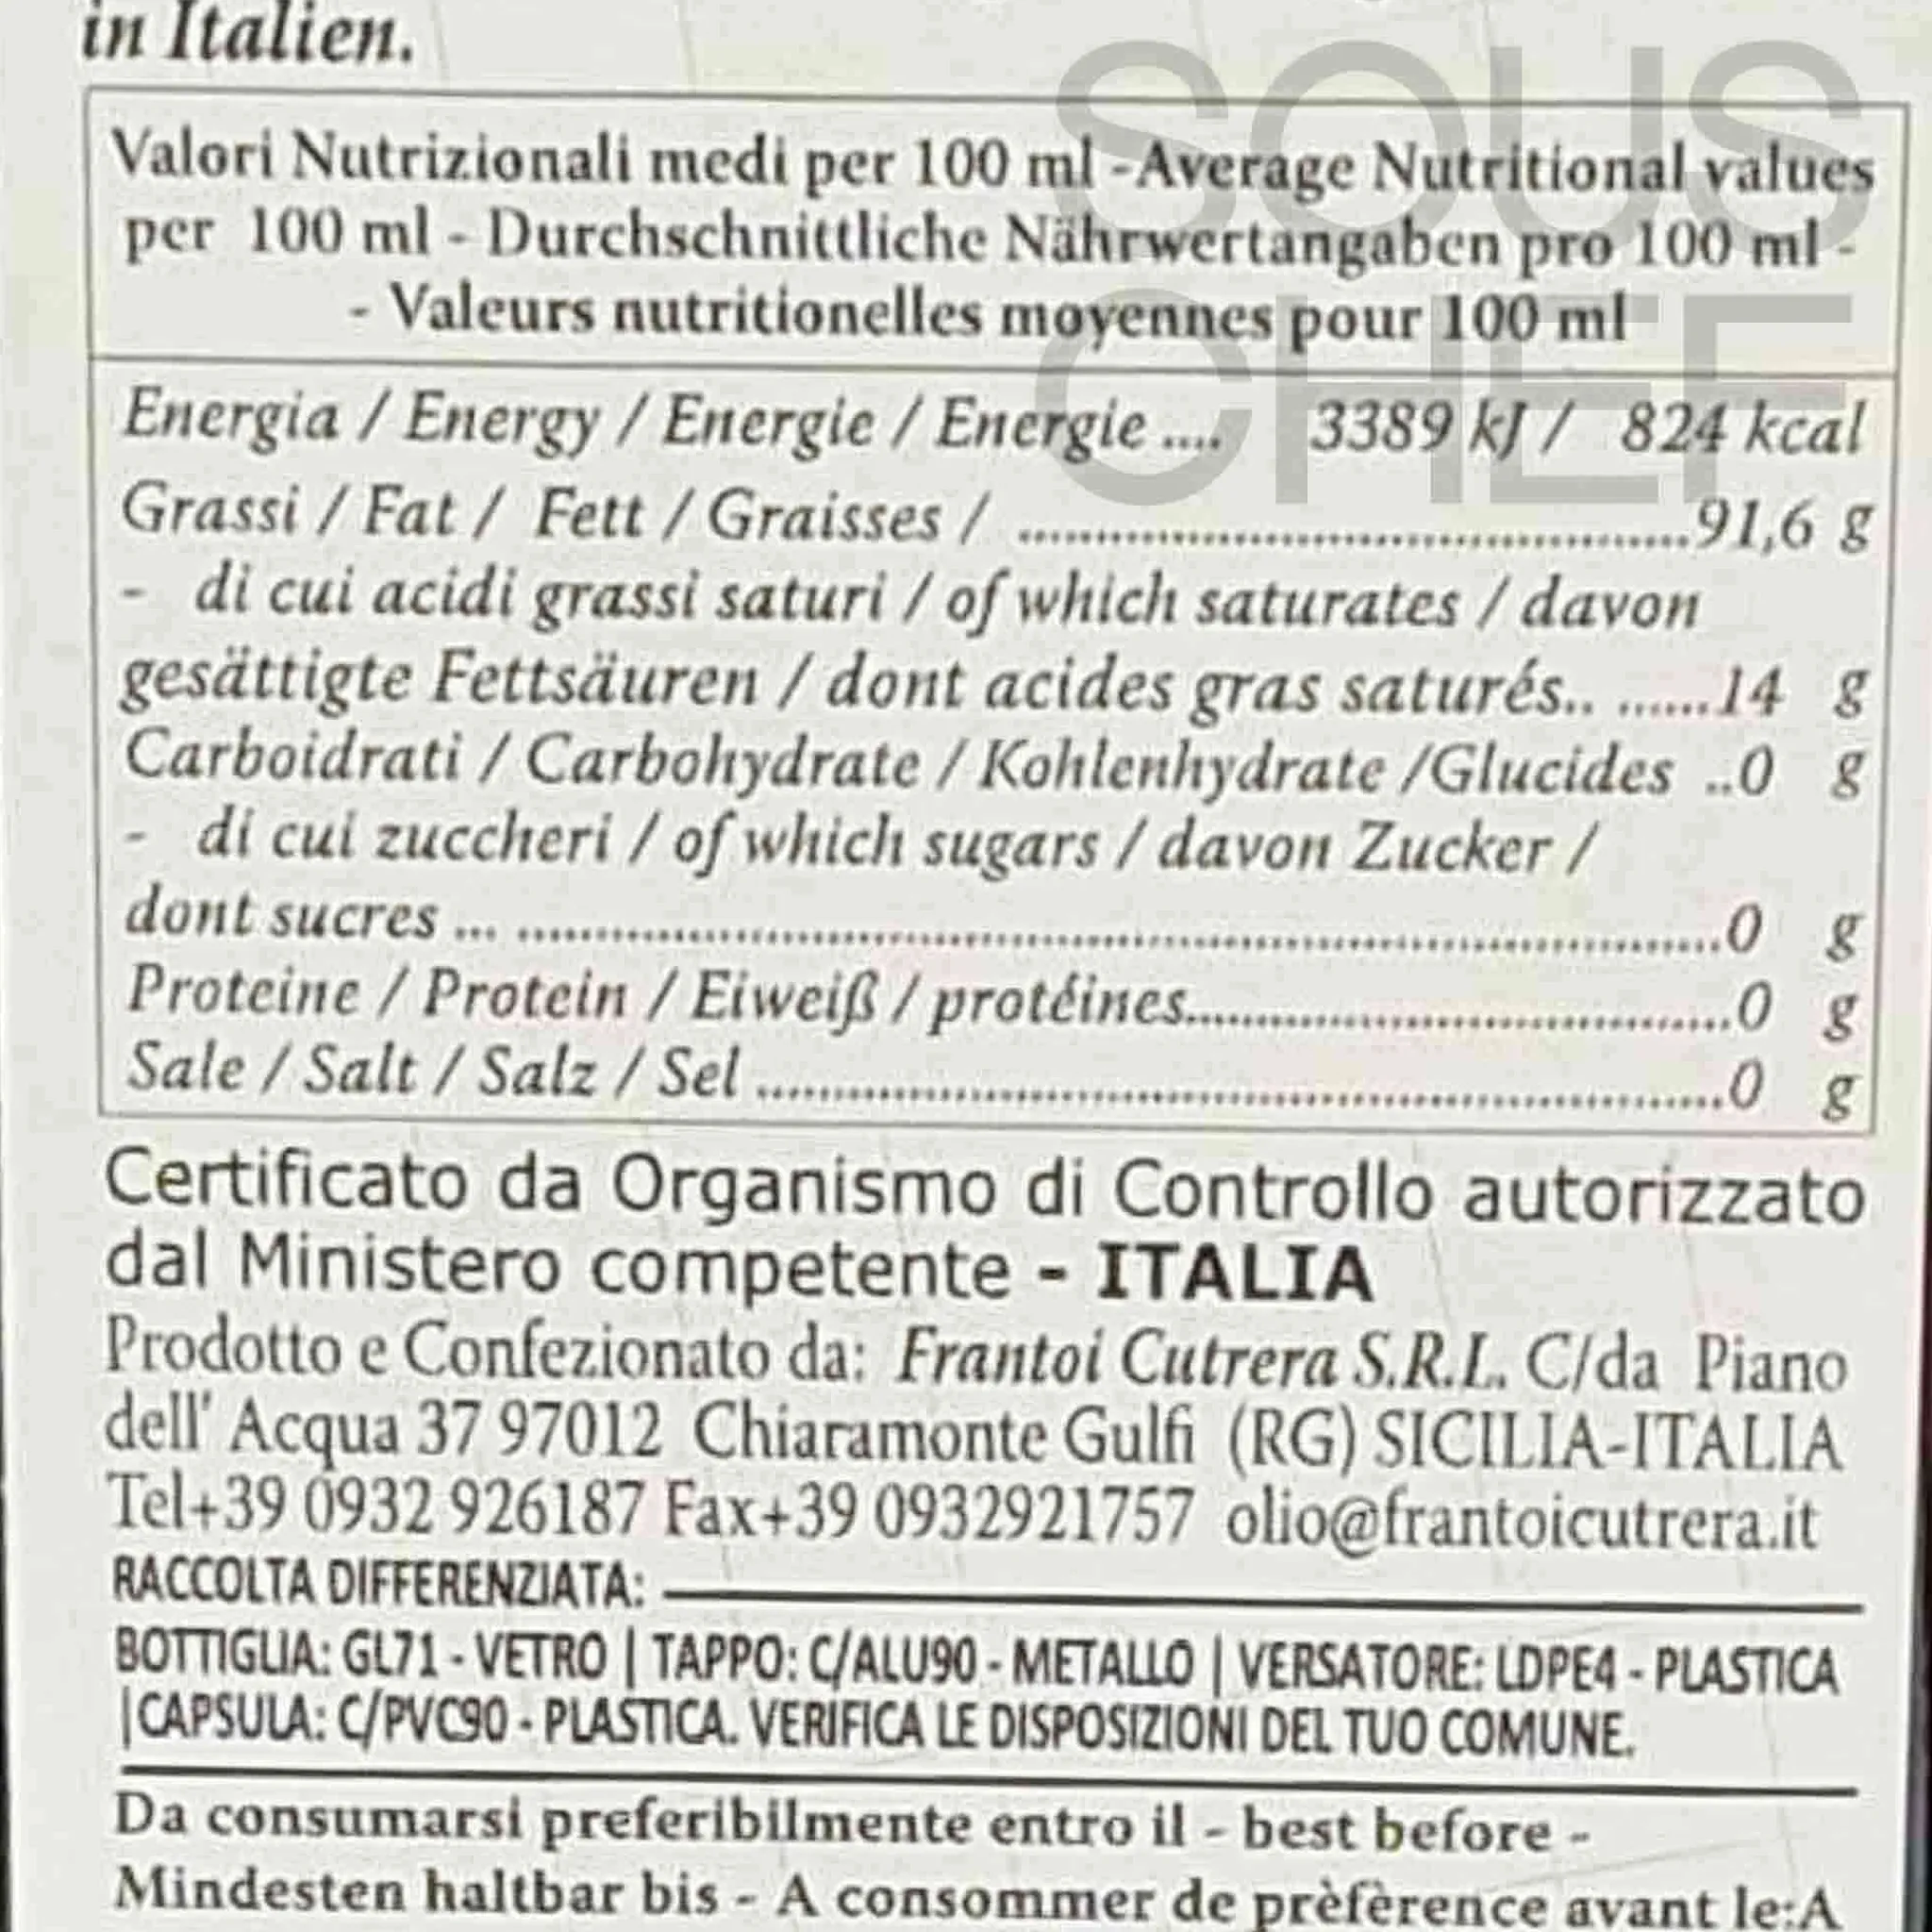 in Italien.
SOUS
CHEF
Valori Nutrizionali medi per 100 ml -Average Nutritional values
per 100 ml - Durchschnittliche Nährwertangaben pro 100 ml -
- Valeurs nutritionelles moyennes pour 100 ml
Energia / Energy / Energie / Energie .... 3389 kJ / 824 kcal
Grassi / Fat / Fett / Graisses / ..........................................91,6 g
- di cui acidi grassi saturi / of which saturates / davon
gesättigte Fettsäuren / dont acides gras saturés.. ......14 g
Carboidrati / Carbohydrate / Kohlenhydrate /Glucides ..0 g
- di cui zuccheri / of which sugars / davon Zucker /
dont sucres ... ..........................................................................0 g
Proteine / Protein / Eiweiß / protéines..................................0 g
Sale / Salt / Salz / Sel ............................................................0 g
Certificato da Organismo di Controllo autorizzato
dal Ministero competente - ITALIA
Prodotto e Confezionato da: Frantoi Cutrera S.R.L. C/da Piano
dell' Acqua 37 97012 Chiaramonte Gulfi (RG) SICILIA-ITALIA
Tel+39 0932 926187 Fax+39 0932921757 olio@frantoicutrera.it
RACCOLTA DIFFERENZIATA:
BOTTIGLIA: GL71 - VETRO | TAPPO: C/ALU90 - METALLO | VERSATORE: LDPE4 - PLASTICA
|CAPSULA: C/PVC90 - PLASTICA. VERIFICA LE DISPOSIZIONI DEL TUO COMUNE.
Da consumarsi preferibilmente entro il - best before -
Mindesten haltbar bis - A consommer de prèfèrence avant le:A